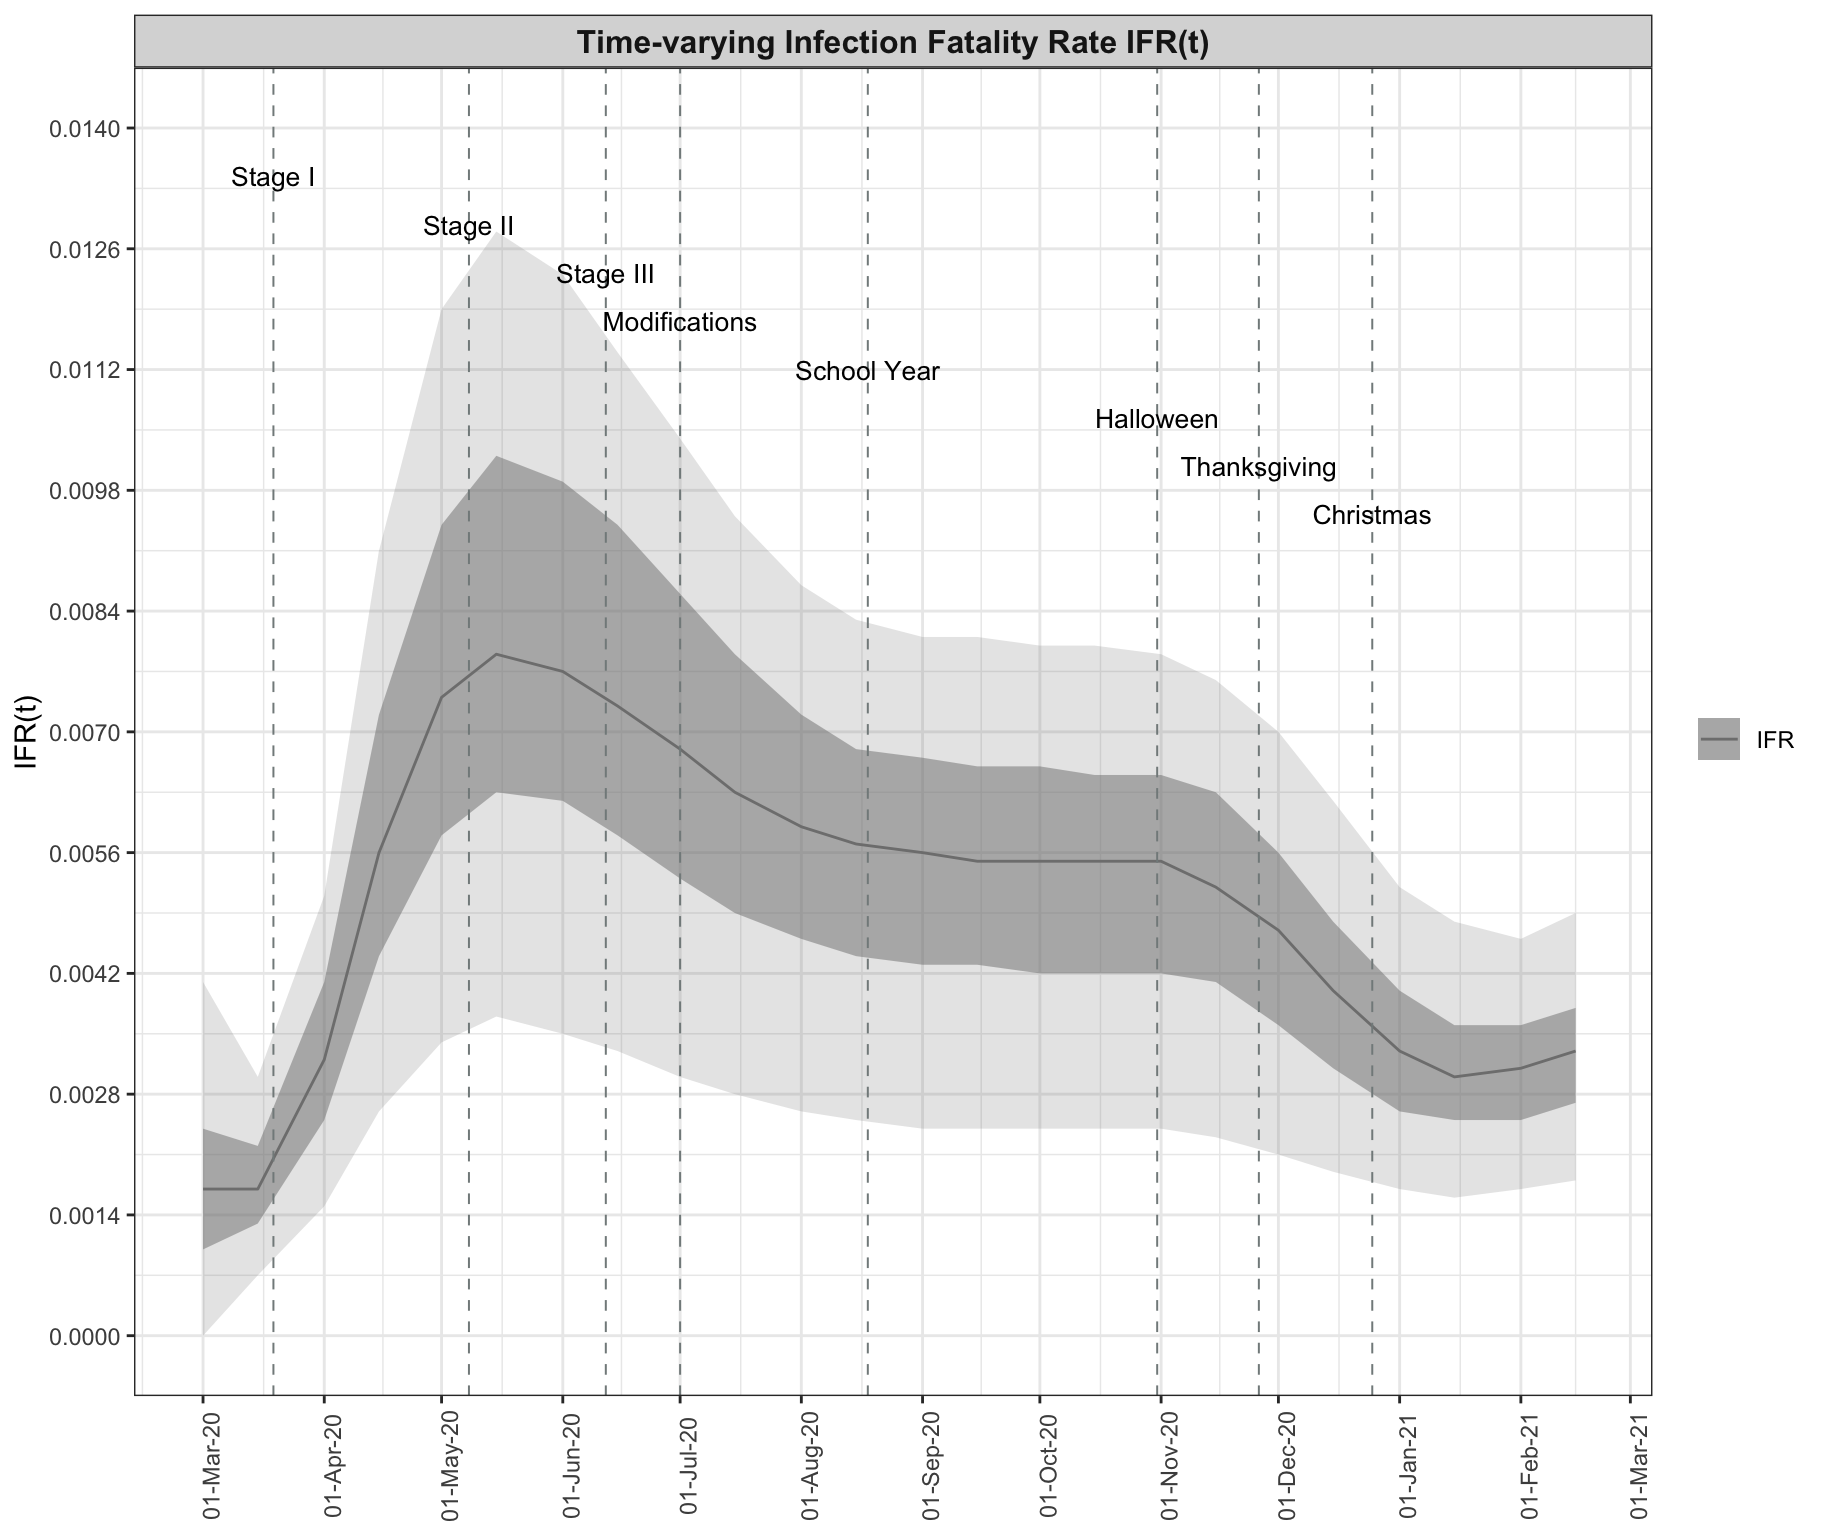 Time-varying Infection Fatality Rate IFR(t)
0.0140
Stage I
Stage II
0.0126
Stage III
Modifications
0.0112
School Year
Halloween
Thanksgiving
0.0098
Christmas
0.0084
0.0070
IFR(t)
IFR
0.0056
0.0042
0.0028
0.0014
0.0000
01-Mar-20
01-Apr-20
01-May-20
01-Jun-20
01-Jul-20
01-Aug-20
01-Sep-20
01-Oct-20
01-Nov-20
01-Dec-20
01-Jan-21
01-Feb-21
01-Mar-21